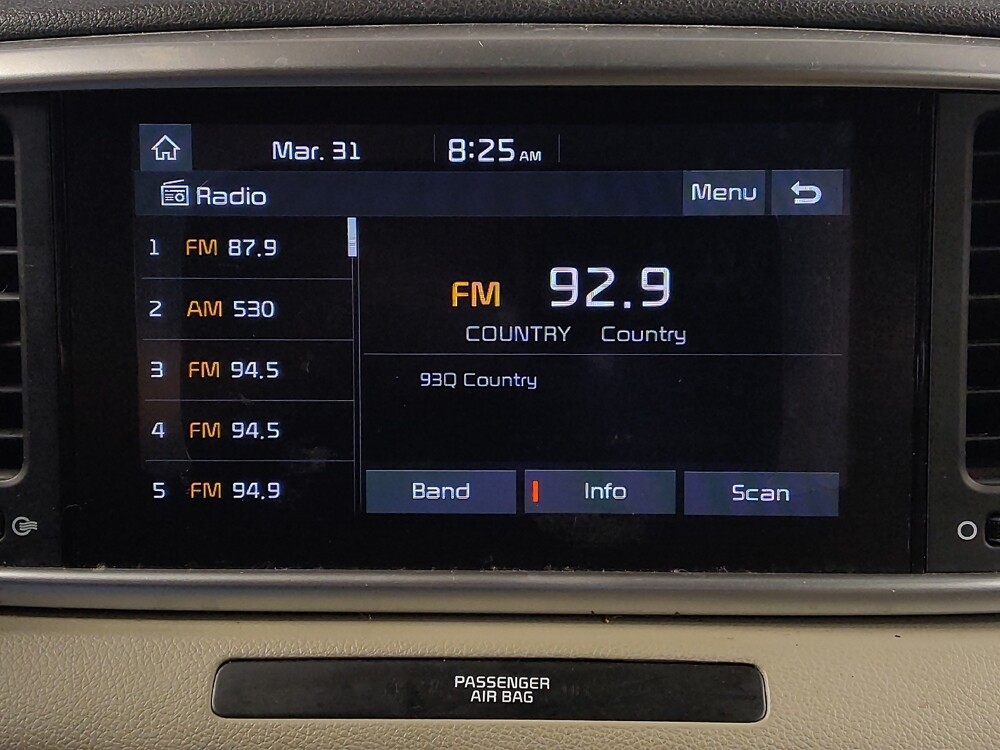 Mar. 31 8:25 AM
Radio Menu
1 FM 87.9
2 AM 530
3 FM 94.5
4 FM 94.5
5 FM 94.9
FM 92.9
COUNTRY Country
93Q Country
Band Info Scan
PASSENGER
AIR BAG